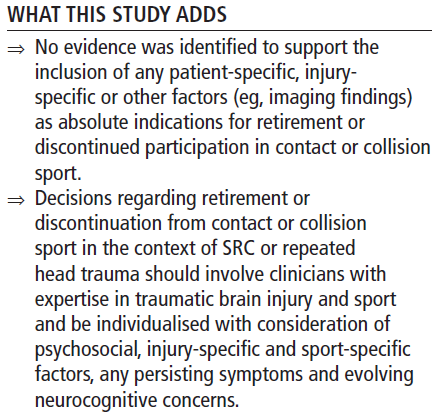 WHAT THIS STUDY ADDS
⇒ No evidence was identified to support the
inclusion of any patient-specific, injury-
specific or other factors (eg, imaging findings)
as absolute indications for retirement or
discontinued participation in contact or collision
sport.
⇒ Decisions regarding retirement or
discontinuation from contact or collision
sport in the context of SRC or repeated
head trauma should involve clinicians with
expertise in traumatic brain injury and sport
and be individualised with consideration of
psychosocial, injury-specific and sport-specific
factors, any persisting symptoms and evolving
neurocognitive concerns.